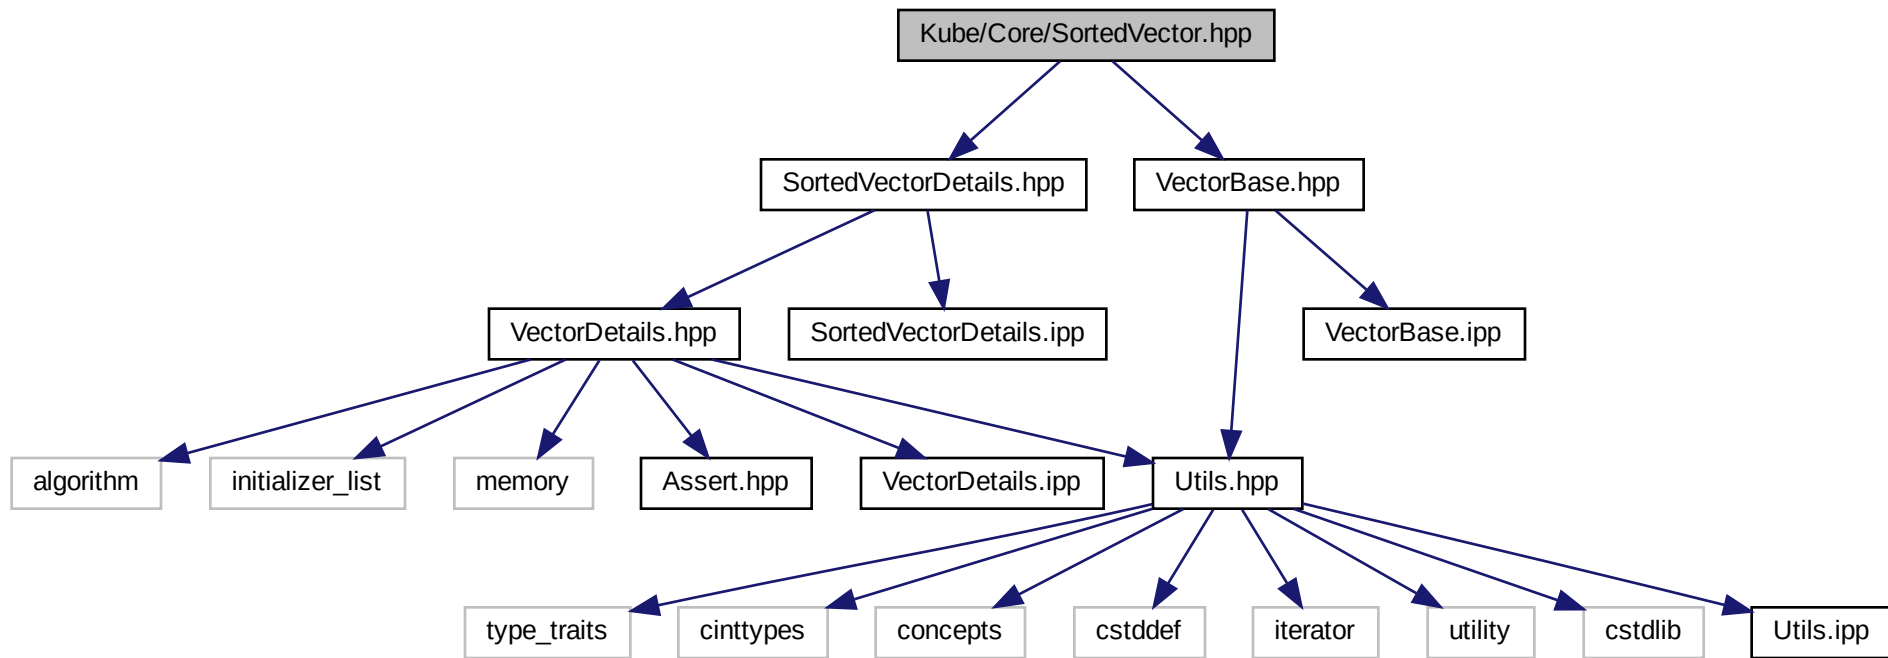 Kube/Core/SortedVector.hpp
SortedVectorDetails.hpp
VectorBase.hpp
VectorDetails.hpp
SortedVectorDetails.ipp
VectorBase.ipp
algorithm
initializer_list
memory
Assert.hpp
VectorDetails.ipp
Utils.hpp
type_traits
cinttypes
concepts
cstddef
iterator
utility
cstdlib
Utils.ipp